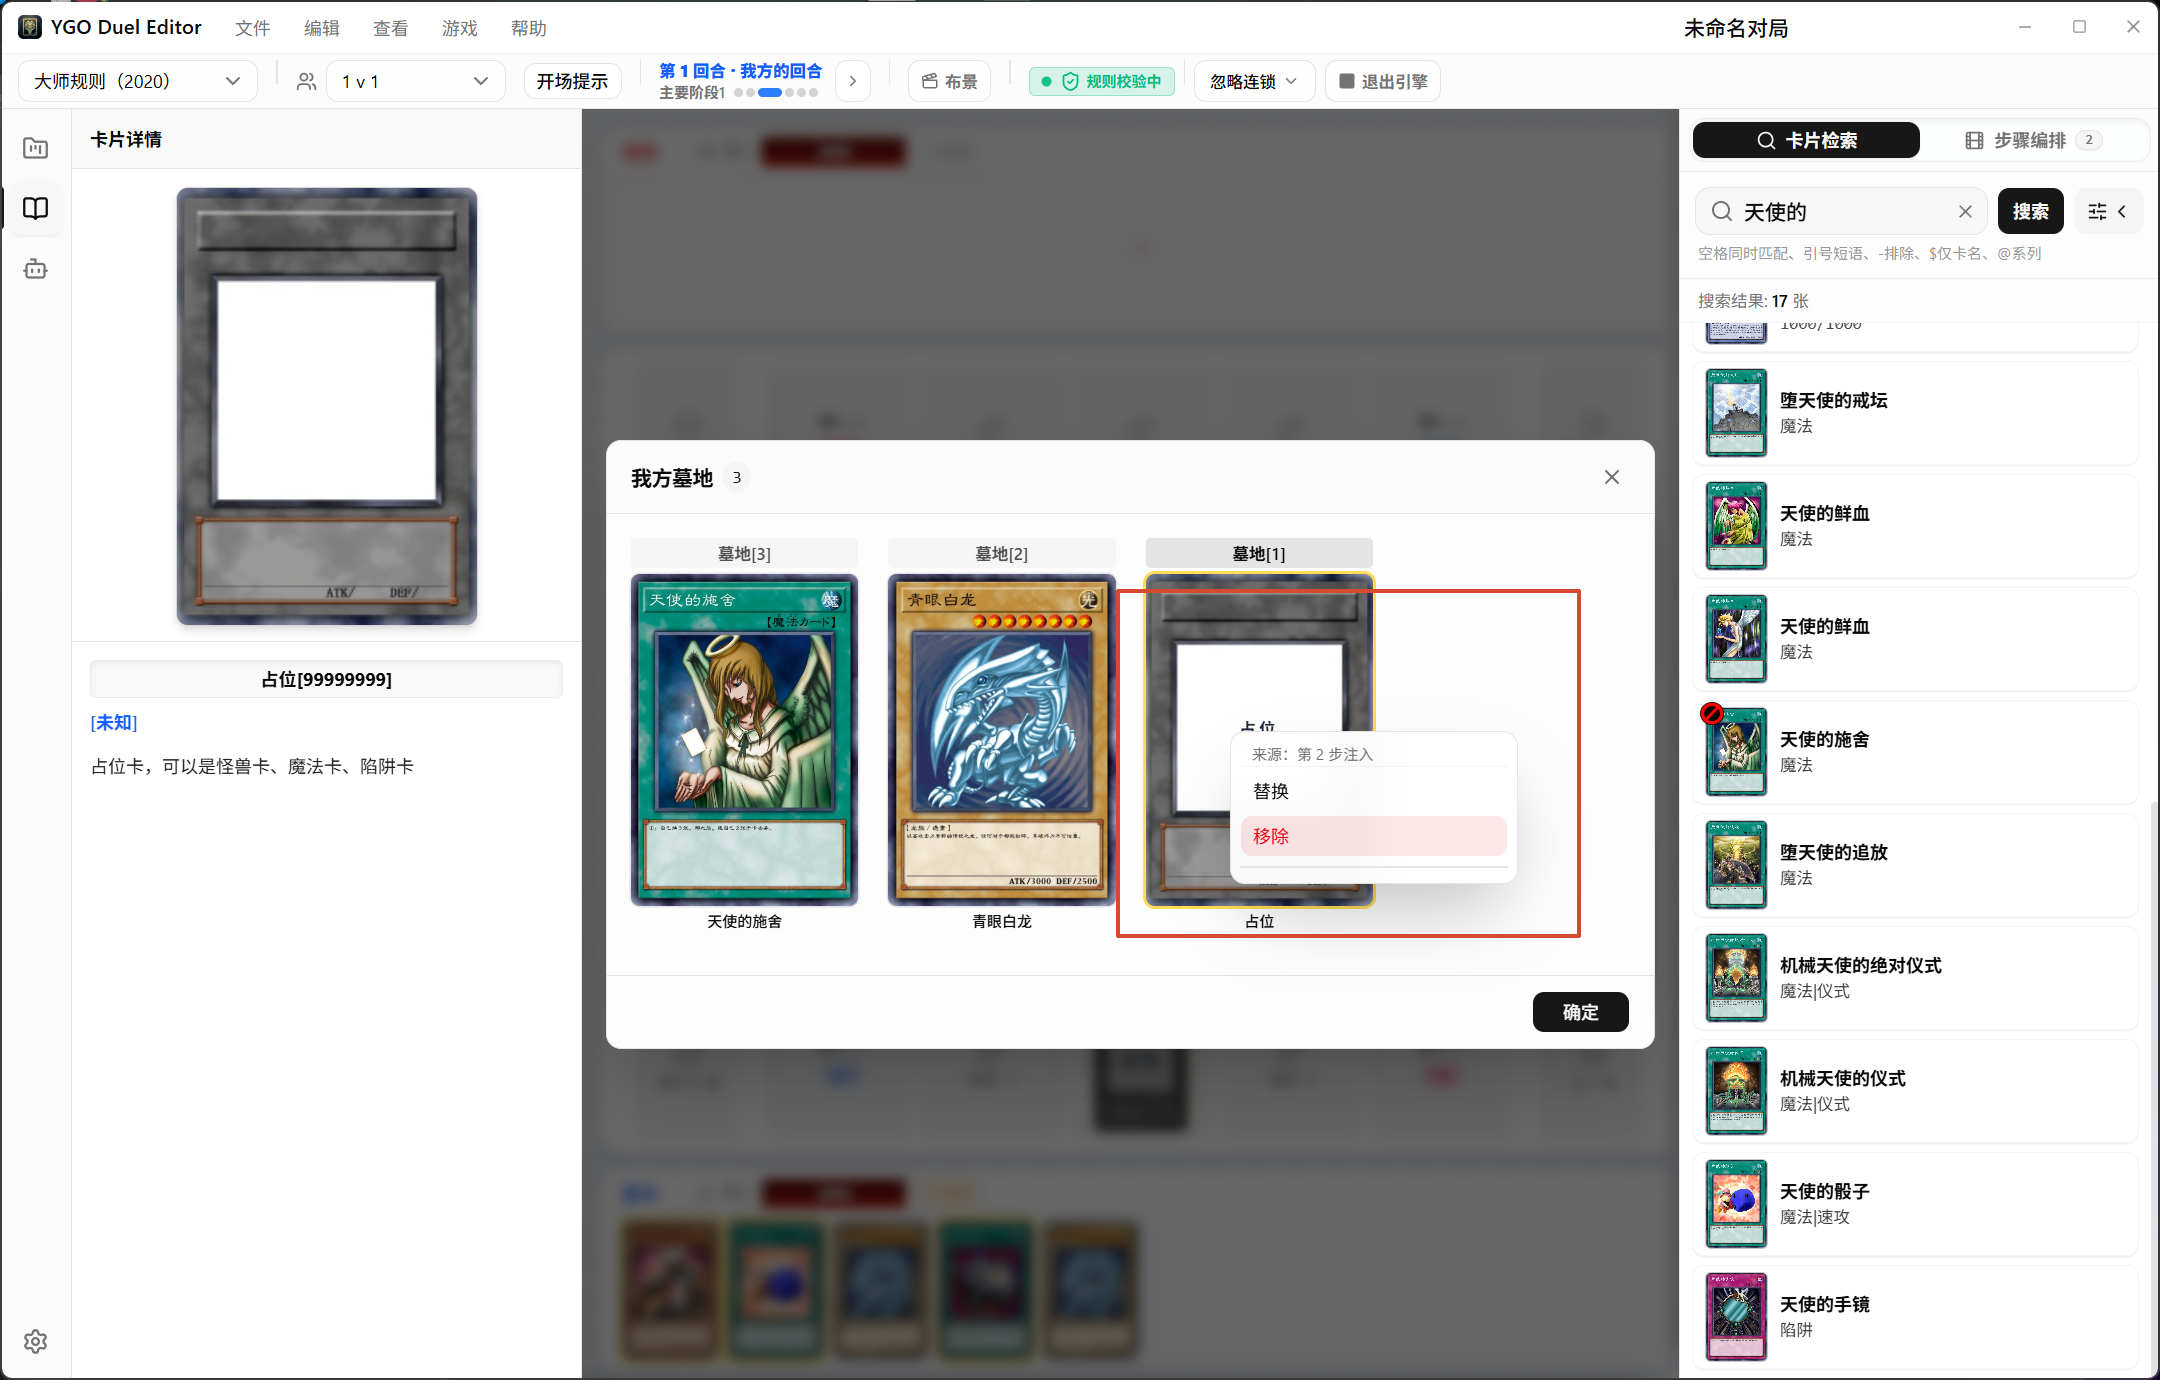 YGO Duel Editor
文件
编辑
查看
游戏
帮助
未命名对局
大师规则（2020）
1 v 1
开场提示
第 1 回合 · 我方的回合
主要阶段1
布景
规则校验中
忽略连锁
退出引擎
卡片详情
ATK/ DEF/
占位[99999999]
[未知]
占位卡，可以是怪兽卡、魔法卡、陷阱卡
我方墓地 3
墓地[3]
天使的施舍 魔
【魔法カード】
天使的施舍
墓地[2]
青眼白龙 光
ATK/3000 DEF/2500
青眼白龙
墓地[1]
占位
来源：第 2 步注入
替换
移除
占位
确定
卡片检索
步骤编排 2
天使的
搜索
空格同时匹配、引号短语、-排除、$仅卡名、@系列
搜索结果: 17 张
1000/1000
堕天使的戒坛
魔法
天使的鲜血
魔法
天使的鲜血
魔法
天使的施舍
魔法
堕天使的追放
魔法
机械天使的绝对仪式
魔法|仪式
机械天使的仪式
魔法|仪式
天使的骰子
魔法|速攻
天使的手镜
陷阱